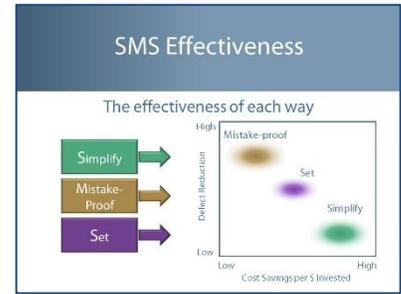 SMS Effectiveness
The effectiveness of each way
Simplify
Mistake-
Proof
Set
High
Mistake-proof
Set
Simplify
Defect Reduction
Low
Low
High
Cost Savings per $ Invested